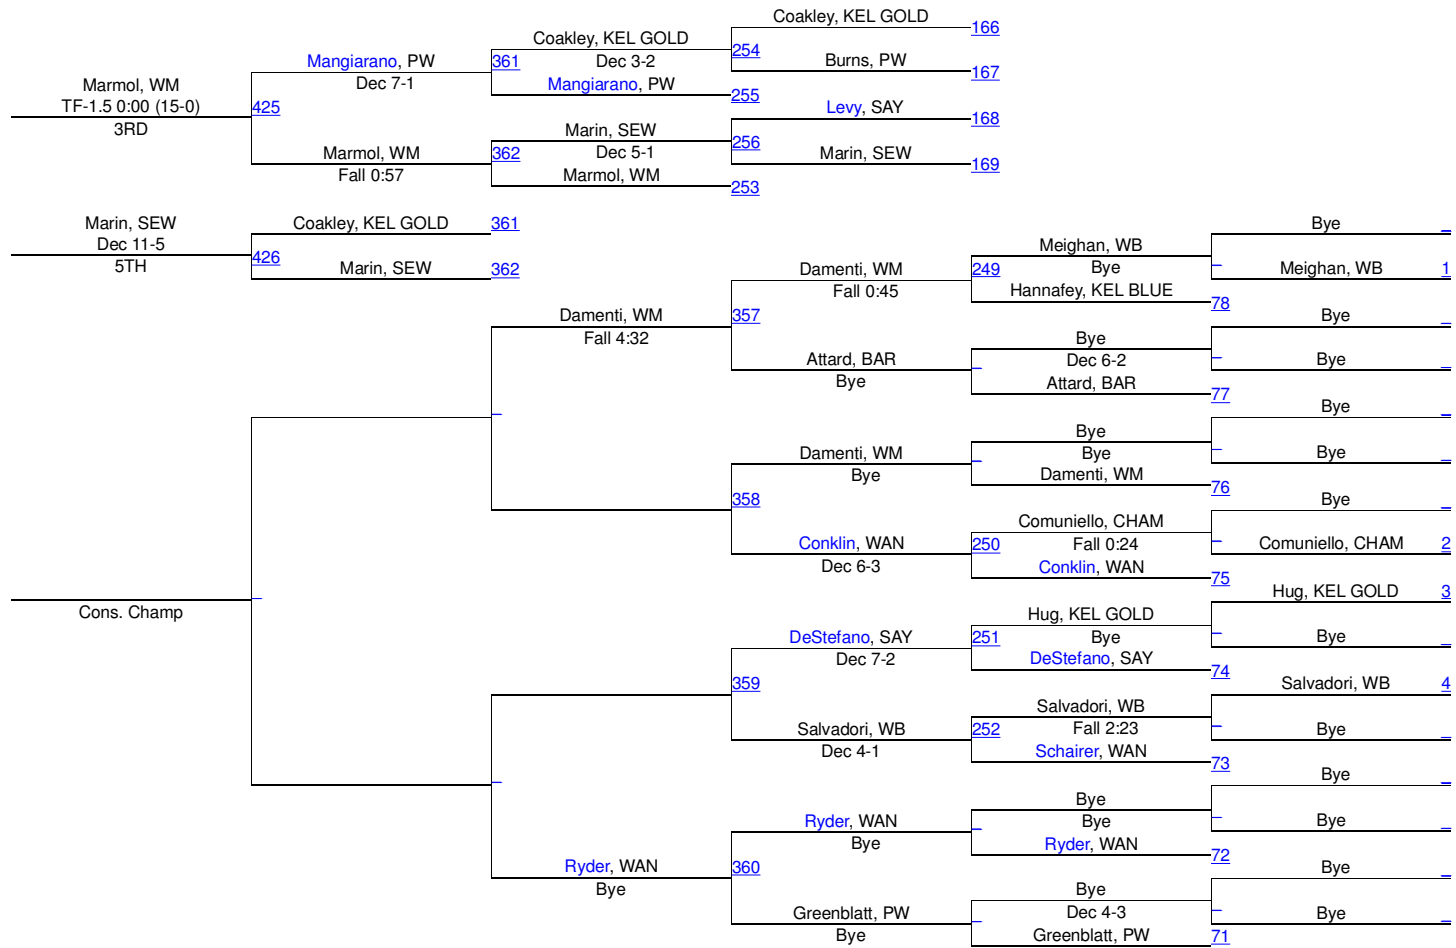 Coakley, KEL GOLD
166
Coakley, KEL GOLD
254
Mangiarano, PW
361
Dec 3-2
Burns, PW
167
Marmol, WM
Dec 7-1
Mangiarano, PW
255
TF-1.5 0:00 (15-0)
425
Levy, SAY
168
3RD
Marin, SEW
256
Marmol, WM
362
Dec 5-1
Marin, SEW
169
Fall 0:57
Marmol, WM
253
Marin, SEW
Coakley, KEL GOLD
361
Bye
Dec 11-5
426
Meighan, WB
5TH
Marin, SEW
362
Damenti, WM
249
Bye
Meighan, WB
1
Fall 0:45
Hannafey, KEL BLUE
78
Damenti, WM
357
Bye
Fall 4:32
Bye
Attard, BAR
Dec 6-2
Bye
Bye
Attard, BAR
77
Bye
Bye
Damenti, WM
Bye
Bye
Bye
Damenti, WM
76
358
Bye
Comuniello, CHAM
Conklin, WAN
250
Fall 0:24
Comuniello, CHAM
2
Dec 6-3
Conklin, WAN
75
Hug, KEL GOLD
3
Cons. Champ
Hug, KEL GOLD
DeStefano, SAY
251
Bye
Bye
Dec 7-2
DeStefano, SAY
74
359
Salvadori, WB
4
Salvadori, WB
Salvadori, WB
252
Fall 2:23
Bye
Dec 4-1
Schairer, WAN
73
Bye
Bye
Ryder, WAN
Bye
Bye
Bye
Ryder, WAN
72
Ryder, WAN
360
Bye
Bye
Bye
Greenblatt, PW
Dec 4-3
Bye
Bye
Greenblatt, PW
71